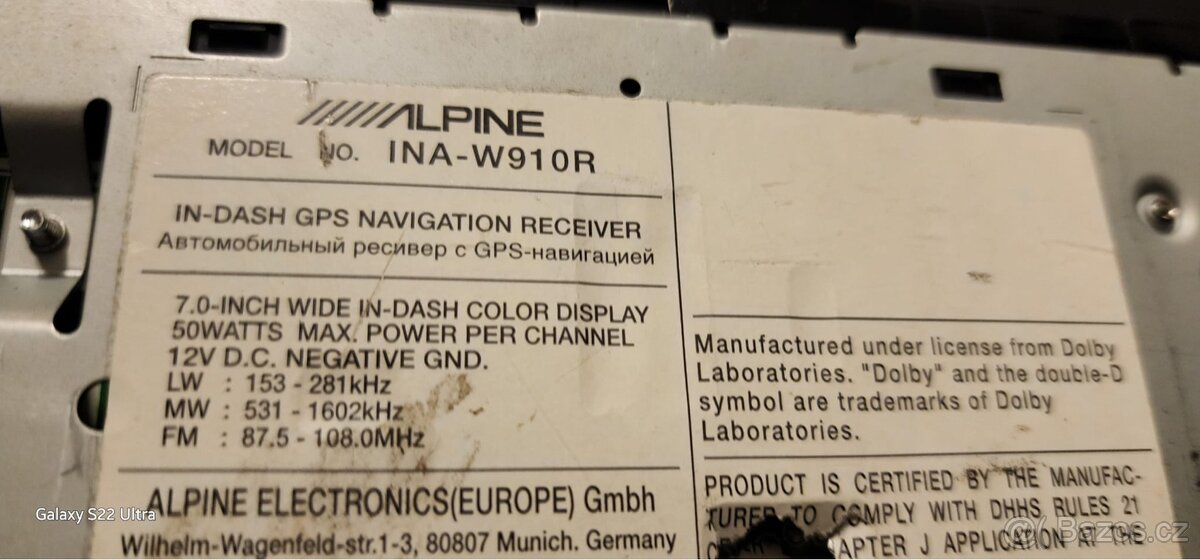 ALPINE
MODEL NO. INA-W910R
IN-DASH GPS NAVIGATION RECEIVER
Автомобильный ресивер с GPS-навигацией
7.0-INCH WIDE IN-DASH COLOR DISPLAY
50WATTS MAX. POWER PER CHANNEL
12V D.C. NEGATIVE GND.
LW : 153 - 281kHz
MW : 531 - 1602kHz
FM : 87.5 - 108.0MHz
ALPINE ELECTRONICS(EUROPE) Gmbh
Wilhelm-Wagenfeld-str.1-3, 80807 Munich. Germany
Manufactured under license from Dolby
Laboratories. "Dolby" and the double-D
symbol are trademarks of Dolby
Laboratories.
PRODUCT IS CERTIFIED BY THE MANUFAC-
TURER TO COMPLY WITH DHHS RULES 21
APTER J APPLICATION AT THE
Galaxy S22 Ultra
Bazos.cz